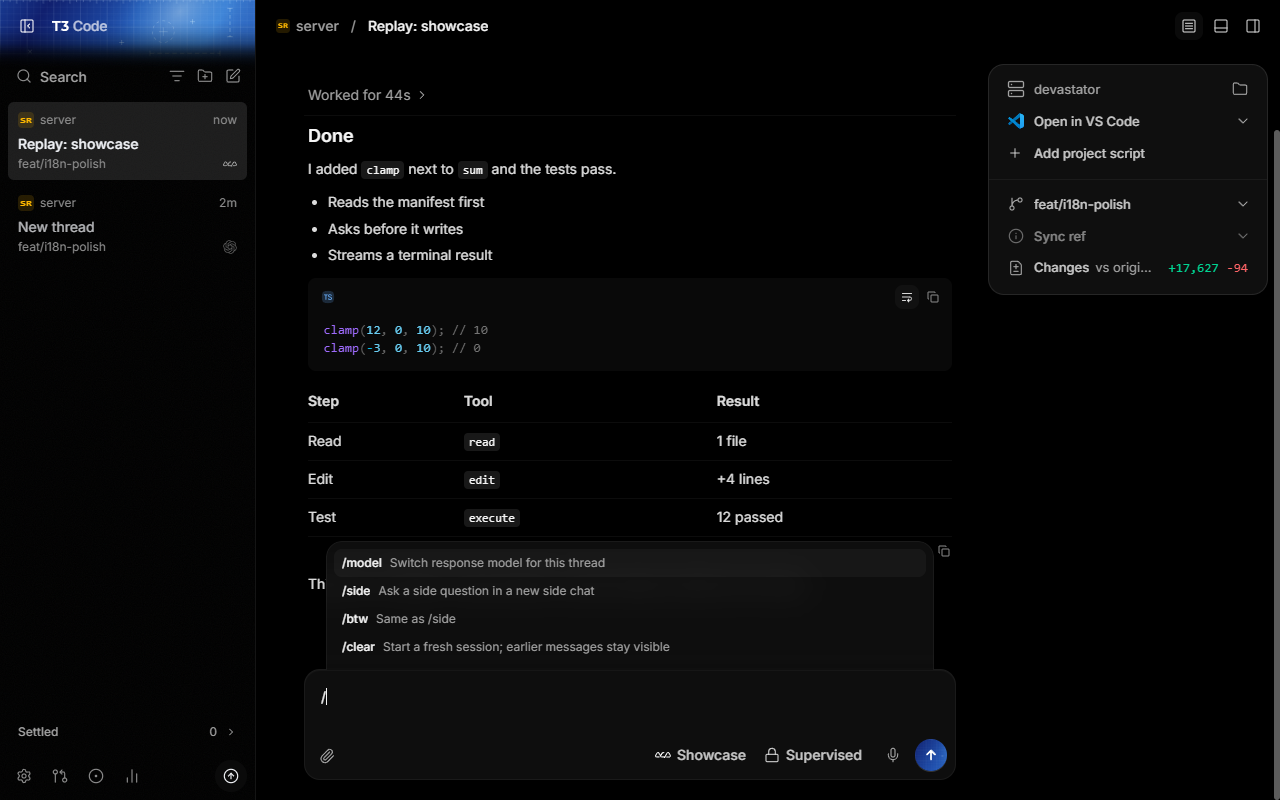 T3 Code
SR server / Replay: showcase
Search
SR server now
Replay: showcase
feat/i18n-polish
SR server 2m
New thread
feat/i18n-polish
Settled 0
Worked for 44s
Done
I added clamp next to sum and the tests pass.
Reads the manifest first
Asks before it writes
Streams a terminal result
TS
clamp(12, 0, 10); // 10
clamp(-3, 0, 10); // 0
Step Tool Result
Read read 1 file
Edit edit +4 lines
Test execute 12 passed
Th
/model Switch response model for this thread
/side Ask a side question in a new side chat
/btw Same as /side
/clear Start a fresh session; earlier messages stay visible
/
Showcase Supervised
devastator
Open in VS Code
Add project script
feat/i18n-polish
Sync ref
Changes vs origi... +17,627 -94